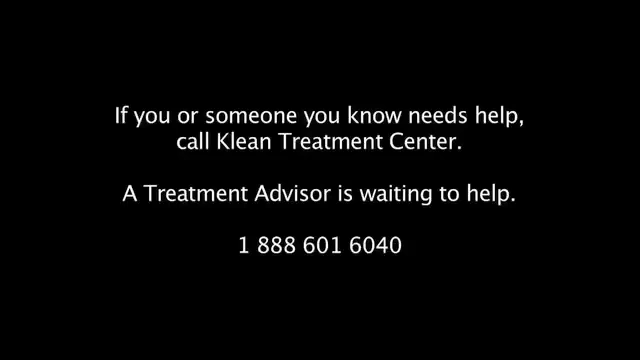 If you or someone you know needs help,
call Klean Treatment Center.
A Treatment Advisor is waiting to help.
1 888 601 6040